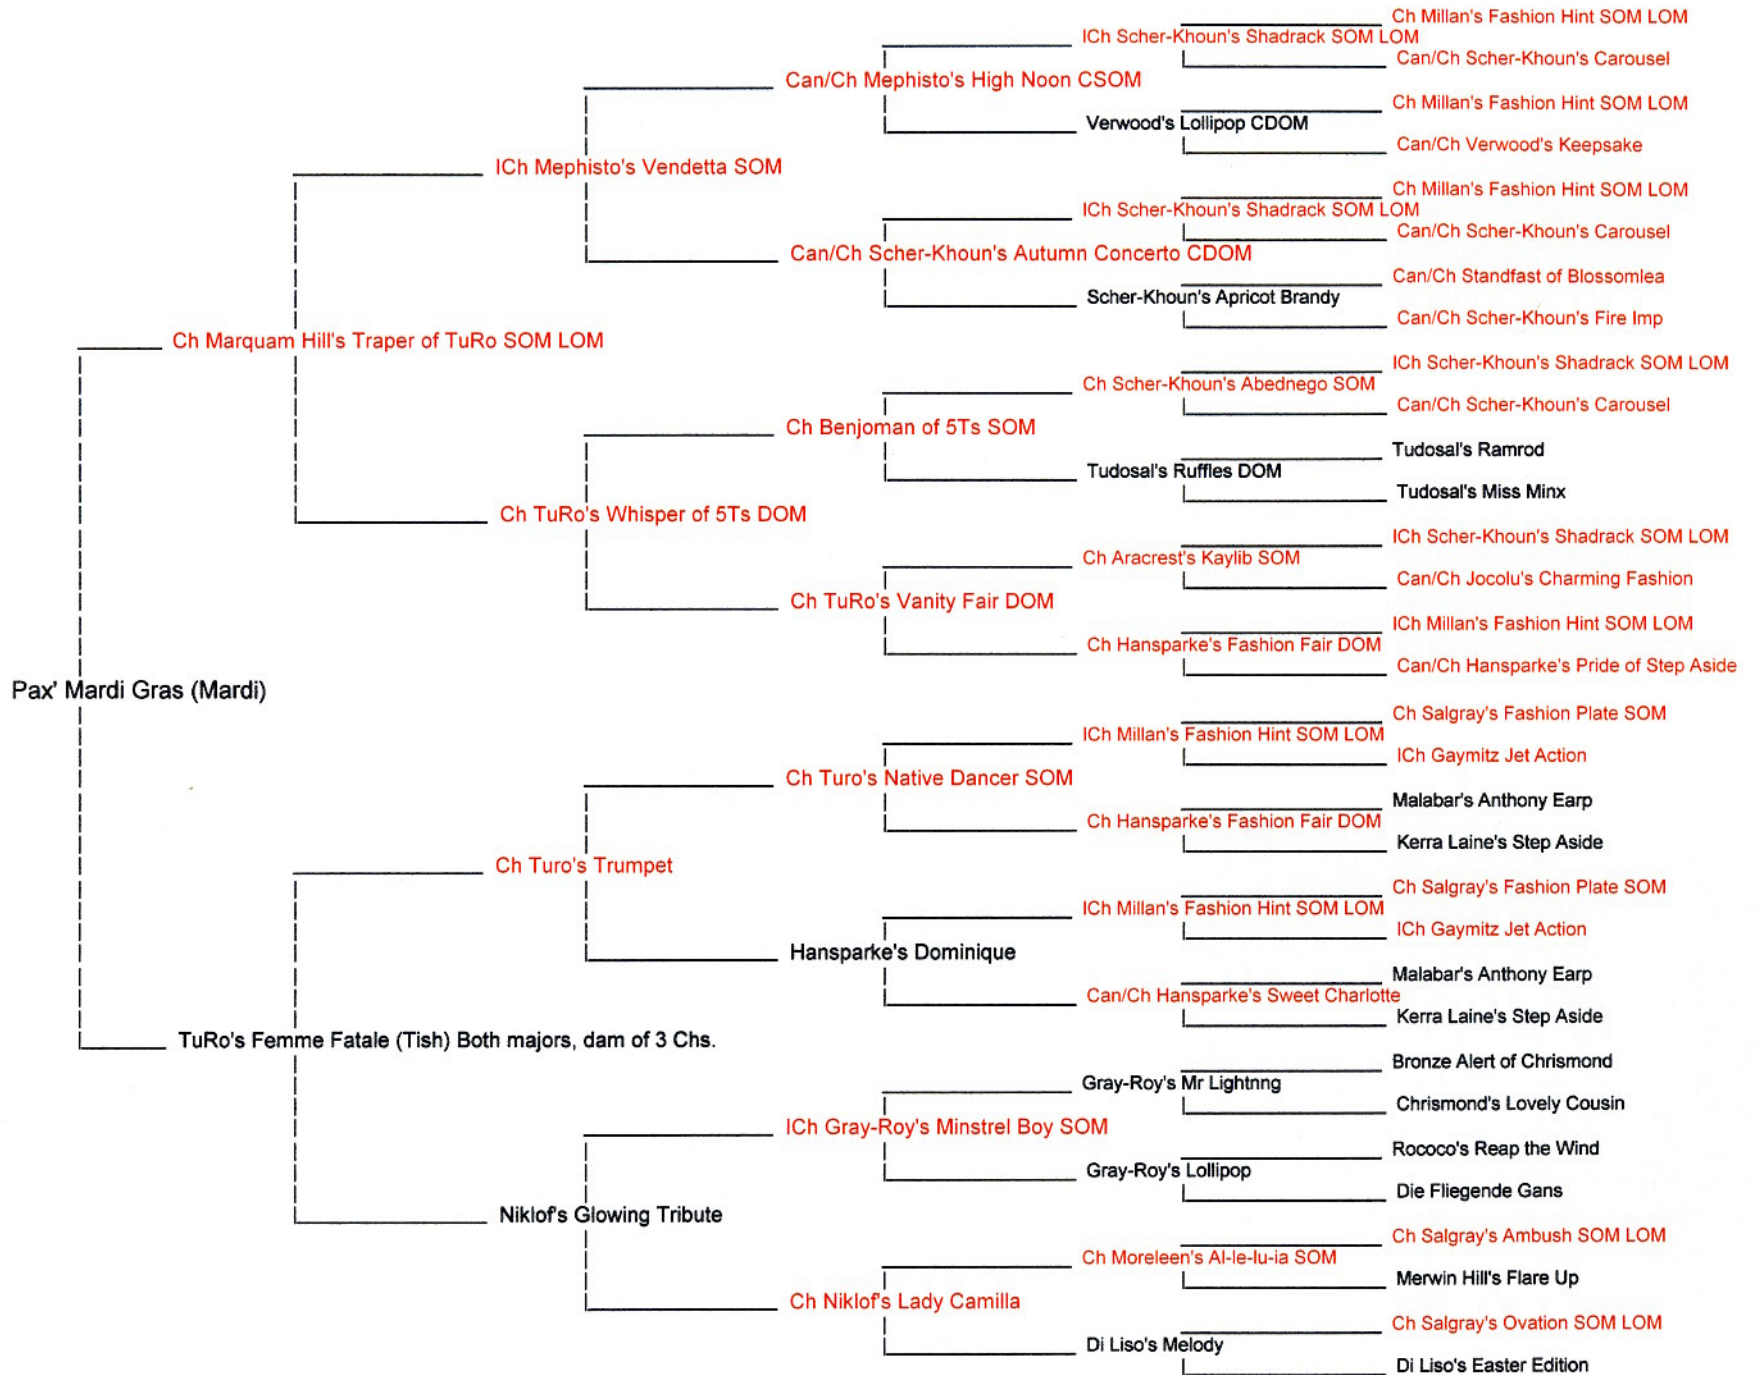 Ch Millan's Fashion Hint SOM LOM
ICh Scher-Khoun's Shadrack SOM LOM
Can/Ch Scher-Khoun's Carousel
Can/Ch Mephisto's High Noon CSOM
Ch Millan's Fashion Hint SOM LOM
Verwood's Lollipop CDOM
Can/Ch Verwood's Keepsake
ICh Mephisto's Vendetta SOM
Ch Millan's Fashion Hint SOM LOM
ICh Scher-Khoun's Shadrack SOM LOM
Can/Ch Scher-Khoun's Carousel
Can/Ch Scher-Khoun's Autumn Concerto CDOM
Can/Ch Standfast of Blossomlea
Scher-Khoun's Apricot Brandy
Can/Ch Scher-Khoun's Fire Imp
Ch Marquam Hill's Traper of TuRo SOM LOM
ICh Scher-Khoun's Shadrack SOM LOM
Ch Scher-Khoun's Abednego SOM
Can/Ch Scher-Khoun's Carousel
Ch Benjoman of 5Ts SOM
Tudosal's Ramrod
Tudosal's Ruffles DOM
Tudosal's Miss Minx
Ch TuRo's Whisper of 5Ts DOM
ICh Scher-Khoun's Shadrack SOM LOM
Ch Aracrest's Kaylib SOM
Can/Ch Jocolu's Charming Fashion
Ch TuRo's Vanity Fair DOM
ICh Millan's Fashion Hint SOM LOM
Ch Hansparke's Fashion Fair DOM
Can/Ch Hansparke's Pride of Step Aside
Pax' Mardi Gras (Mardi)
Ch Salgray's Fashion Plate SOM
ICh Millan's Fashion Hint SOM LOM
ICh Gaymitz Jet Action
Ch Turo's Native Dancer SOM
Malabar's Anthony Earp
Ch Hansparke's Fashion Fair DOM
Kerra Laine's Step Aside
Ch Turo's Trumpet
Ch Salgray's Fashion Plate SOM
ICh Millan's Fashion Hint SOM LOM
ICh Gaymitz Jet Action
Hansparke's Dominique
Malabar's Anthony Earp
Can/Ch Hansparke's Sweet Charlotte
Kerra Laine's Step Aside
TuRo's Femme Fatale (Tish) Both majors, dam of 3 Chs.
Bronze Alert of Chrismond
Gray-Roy's Mr Lightnng
Chrismond's Lovely Cousin
ICh Gray-Roy's Minstrel Boy SOM
Rococo's Reap the Wind
Gray-Roy's Lollipop
Die Fliegende Gans
Niklof's Glowing Tribute
Ch Salgray's Ambush SOM LOM
Ch Moreleen's Al-le-lu-ia SOM
Merwin Hill's Flare Up
Ch Niklof's Lady Camilla
Ch Salgray's Ovation SOM LOM
Di Liso's Melody
Di Liso's Easter Edition